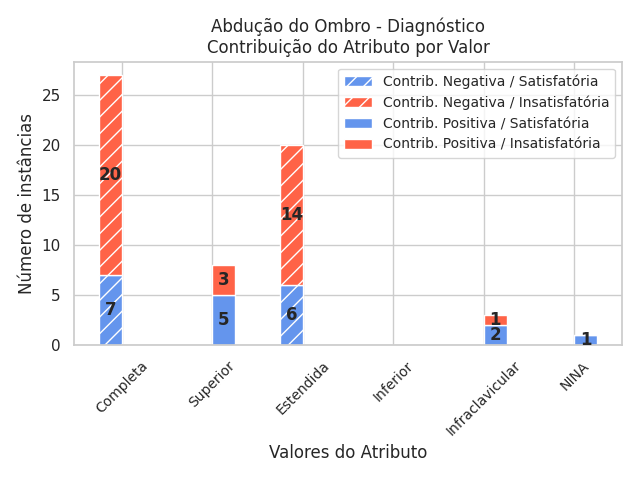 Abdução do Ombro - Diagnóstico
Contribuição do Atributo por Valor
Contrib. Negativa / Satisfatória
Contrib. Negativa / Insatisfatória
Contrib. Positiva / Satisfatória
Contrib. Positiva / Insatisfatória
Número de instâncias
25
20
15
10
5
0
20
7
3
5
14
6
1
2
1
Completa
Superior
Estendida
Inferior
Infraclavicular
NINA
Valores do Atributo